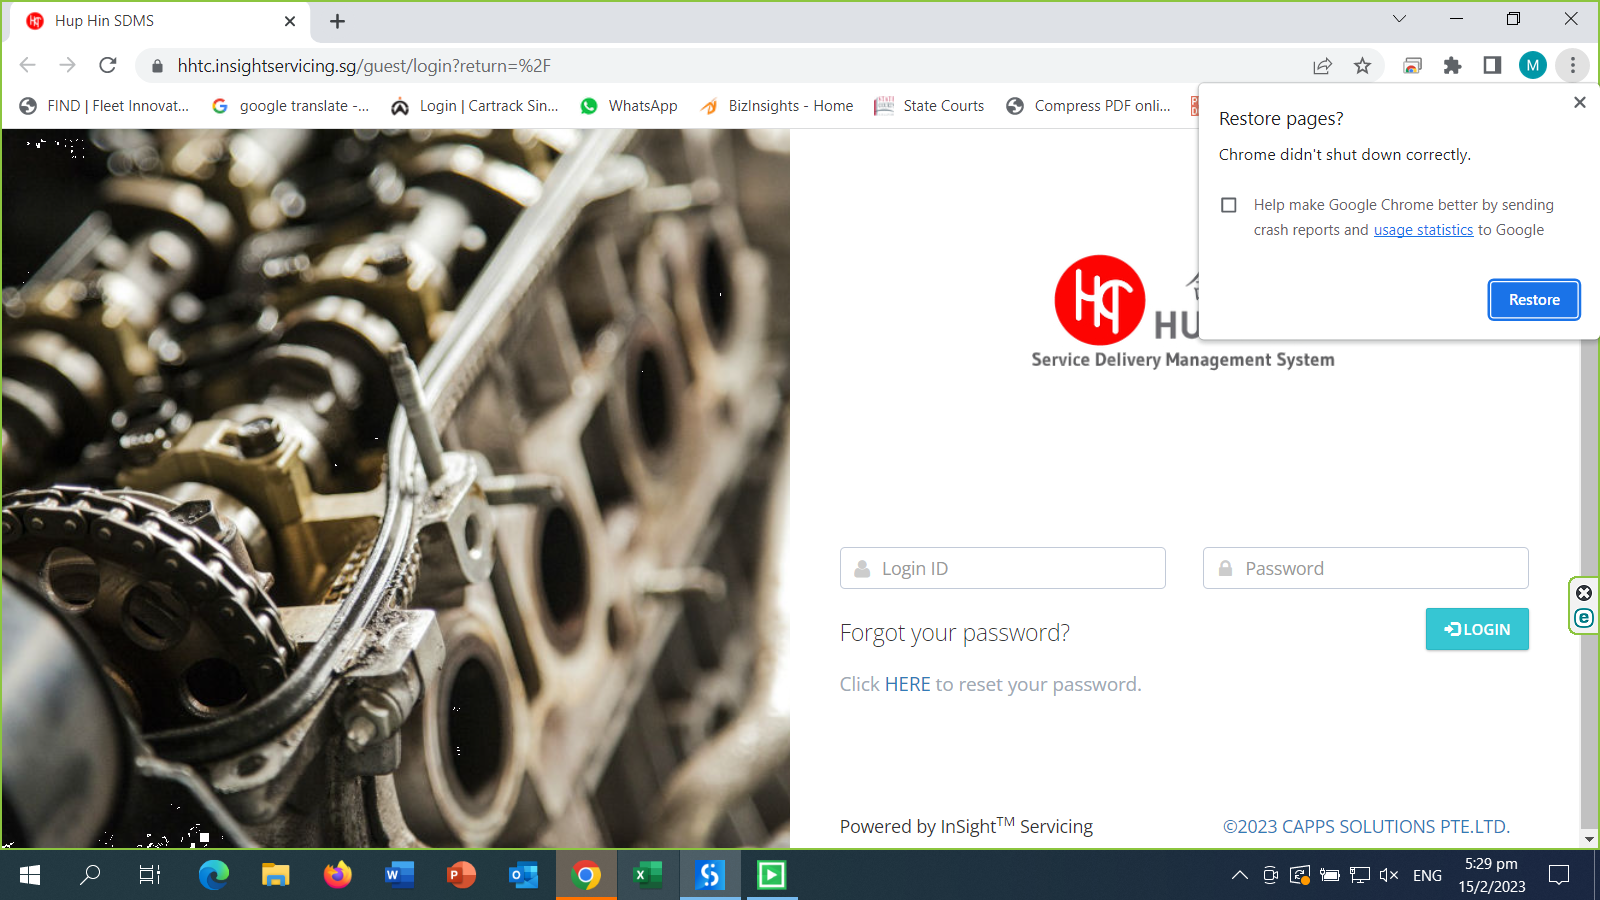 Hup Hin SDMS
hhtc.insightservicing.sg/guest/login?return=%2F
M
FIND | Fleet Innovat...
google translate -...
Login | Cartrack Sin...
WhatsApp
BizInsights - Home
State Courts
Compress PDF onli...
Restore pages?
Chrome didn't shut down correctly.
Help make Google Chrome better by sending
crash reports and usage statistics to Google
Restore
HU
Service Delivery Management System
Login ID
Password
Forgot your password?
LOGIN
Click HERE to reset your password.
Powered by InSight™ Servicing
©2023 CAPPS SOLUTIONS PTE.LTD.
ENG
5:29 pm
15/2/2023